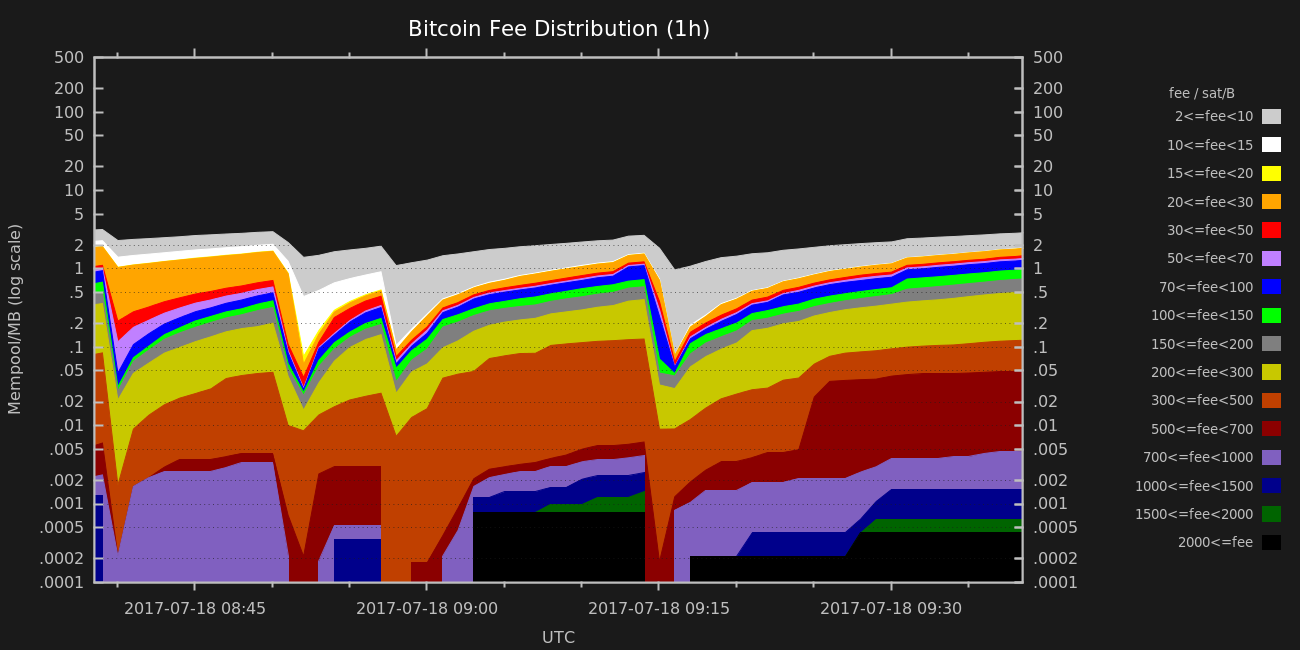 Bitcoin Fee Distribution (1h)
500 500
200 200
100 100
50 50
20 20
10 10
5 5
2 2
1 1
.5 .5
.2 .2
.1 .1
.05 .05
.02 .02
.01 .01
.005 .005
.002 .002
.001 .001
.0005 .0005
.0002 .0002
.0001 .0001
Mempool/MB (log scale)
2017-07-18 08:45 2017-07-18 09:00 2017-07-18 09:15 2017-07-18 09:30
UTC
fee / sat/B
2<=fee<10
10<=fee<15
15<=fee<20
20<=fee<30
30<=fee<50
50<=fee<70
70<=fee<100
100<=fee<150
150<=fee<200
200<=fee<300
300<=fee<500
500<=fee<700
700<=fee<1000
1000<=fee<1500
1500<=fee<2000
2000<=fee